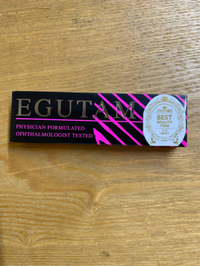 EGUTAM
PHYSICIAN FORMULATED
OPHTHALMOLOGIST TESTED
BEST